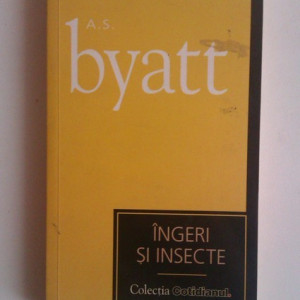 A.S.
byatt
ÎNGERI
ȘI INSECTE
Colecția Cotidianul.